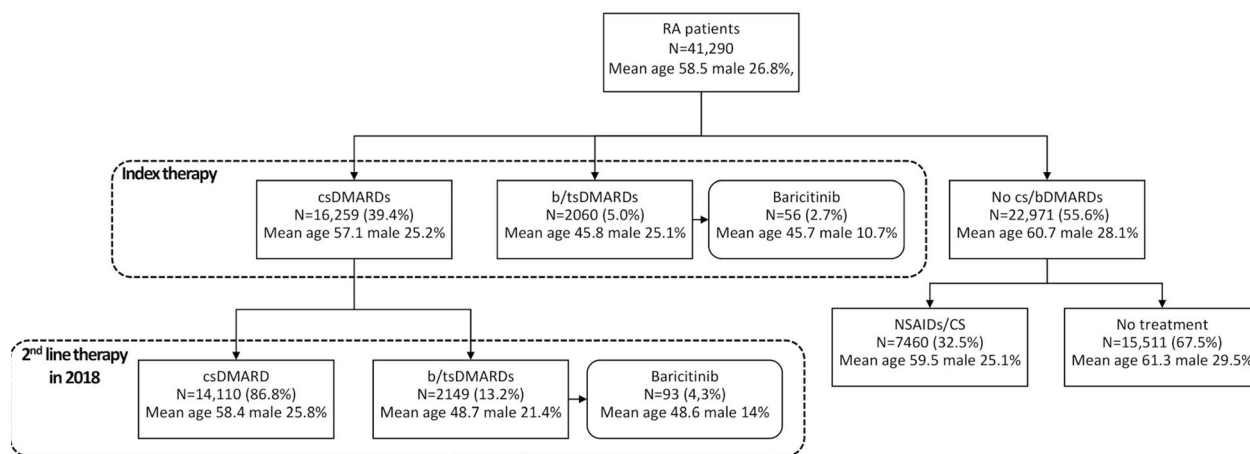 RA patients
N=41,290
Mean age 58.5 male 26.8%,
Index therapy
csDMARDs
N=16,259 (39.4%)
Mean age 57.1 male 25.2%
b/tsDMARDs
N=2060 (5.0%)
Mean age 45.8 male 25.1%
Baricitinib
N=56 (2.7%)
Mean age 45.7 male 10.7%
No cs/bDMARDs
N=22,971 (55.6%)
Mean age 60.7 male 28.1%
NSAIDs/CS
N=7460 (32.5%)
Mean age 59.5 male 25.1%
No treatment
N=15,511 (67.5%)
Mean age 61.3 male 29.5%
2nd line therapy
in 2018
csDMARD
N=14,110 (86.8%)
Mean age 58.4 male 25.8%
b/tsDMARDs
N=2149 (13.2%)
Mean age 48.7 male 21.4%
Baricitinib
N=93 (4,3%)
Mean age 48.6 male 14%